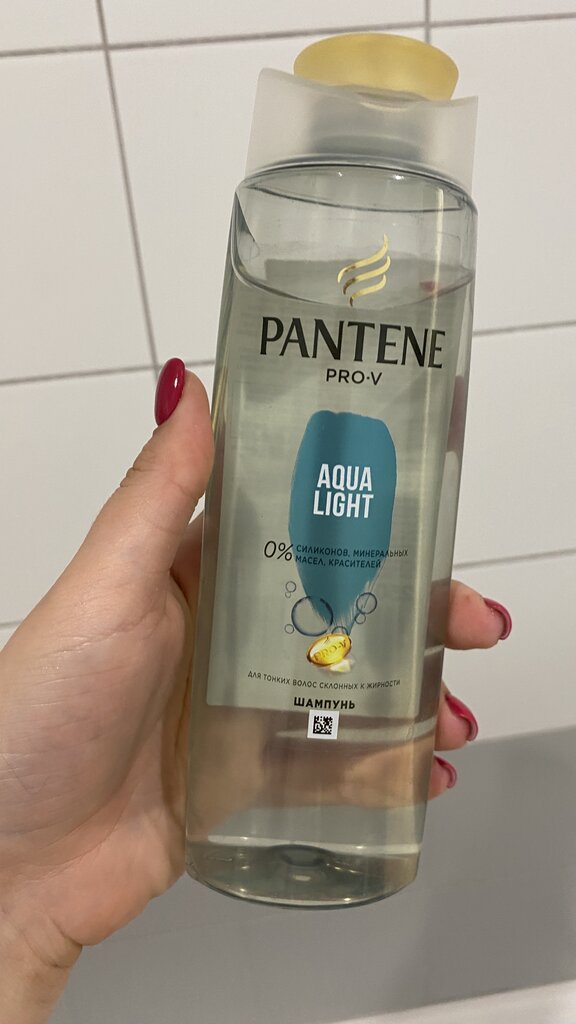 PANTENE
PRO-V
AQUA
LIGHT
0% СИЛИКОНОВ, МИНЕРАЛЬНЫХ
МАСЕЛ, КРАСИТЕЛЕЙ
PRO-V
ДЛЯ ТОНКИХ ВОЛОС СКЛОННЫХ К ЖИРНОСТИ
ШАМПУНЬ